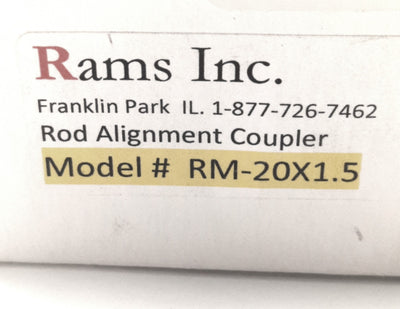 Rams Inc.
Franklin Park IL. 1-877-726-7462
Rod Alignment Coupler
Model # RM-20X1.5